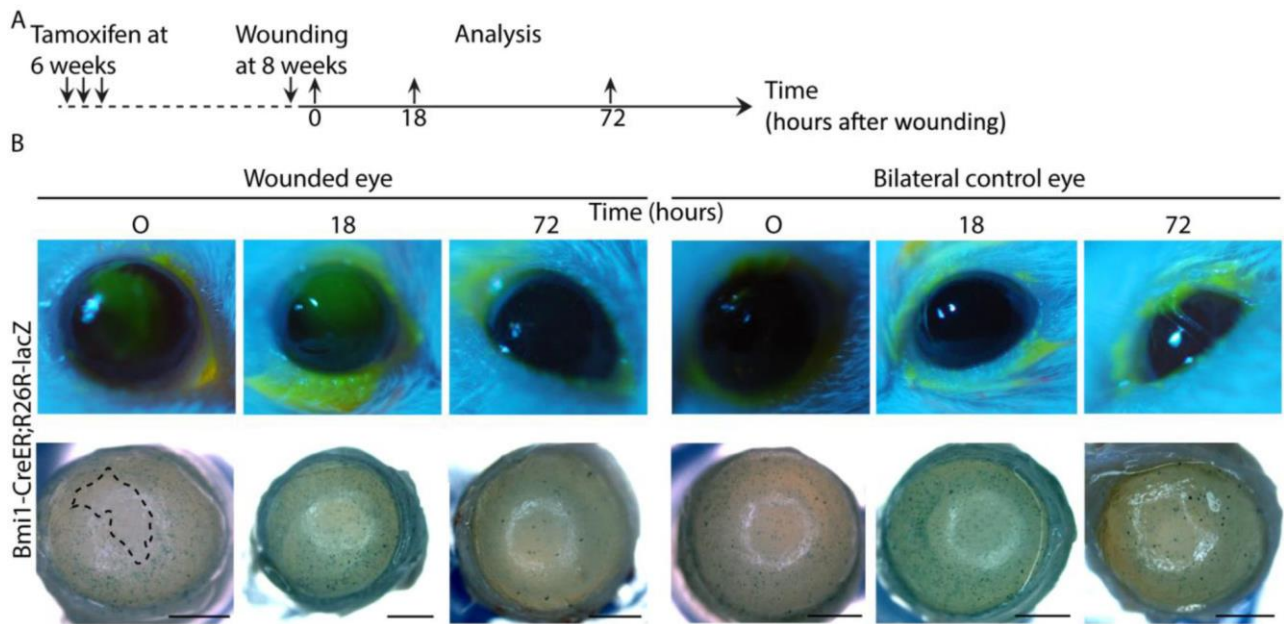 A
Tamoxifen at
6 weeks
Wounding
at 8 weeks
Analysis
0
18
72
Time
(hours after wounding)
B
Wounded eye
Bilateral control eye
Time (hours)
O
18
72
O
18
72
Bmi1-CreER;R26R-lacZ